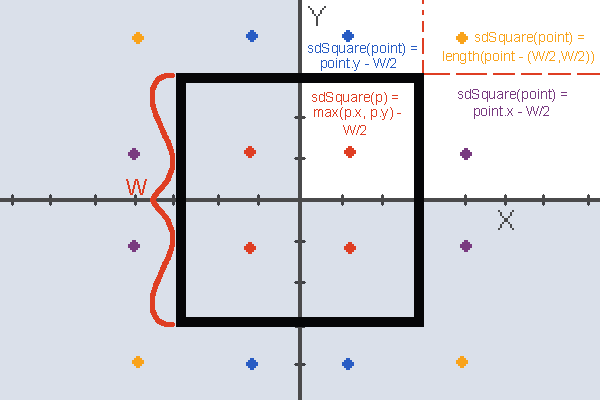 Y
sdSquare(point) =
point.y - W/2
sdSquare(point) =
length(point - (W/2,W/2))
sdSquare(p) =
max(p.x, p.y) -
W/2
sdSquare(point) =
point.x - W/2
W
X